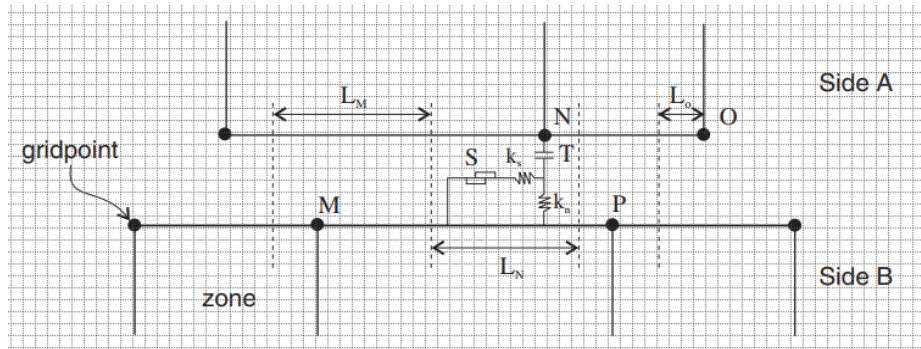 Side A
L_M
N
L_o
O
gridpoint
S
k_s
T
M
k_n
P
L_N
Side B
zone